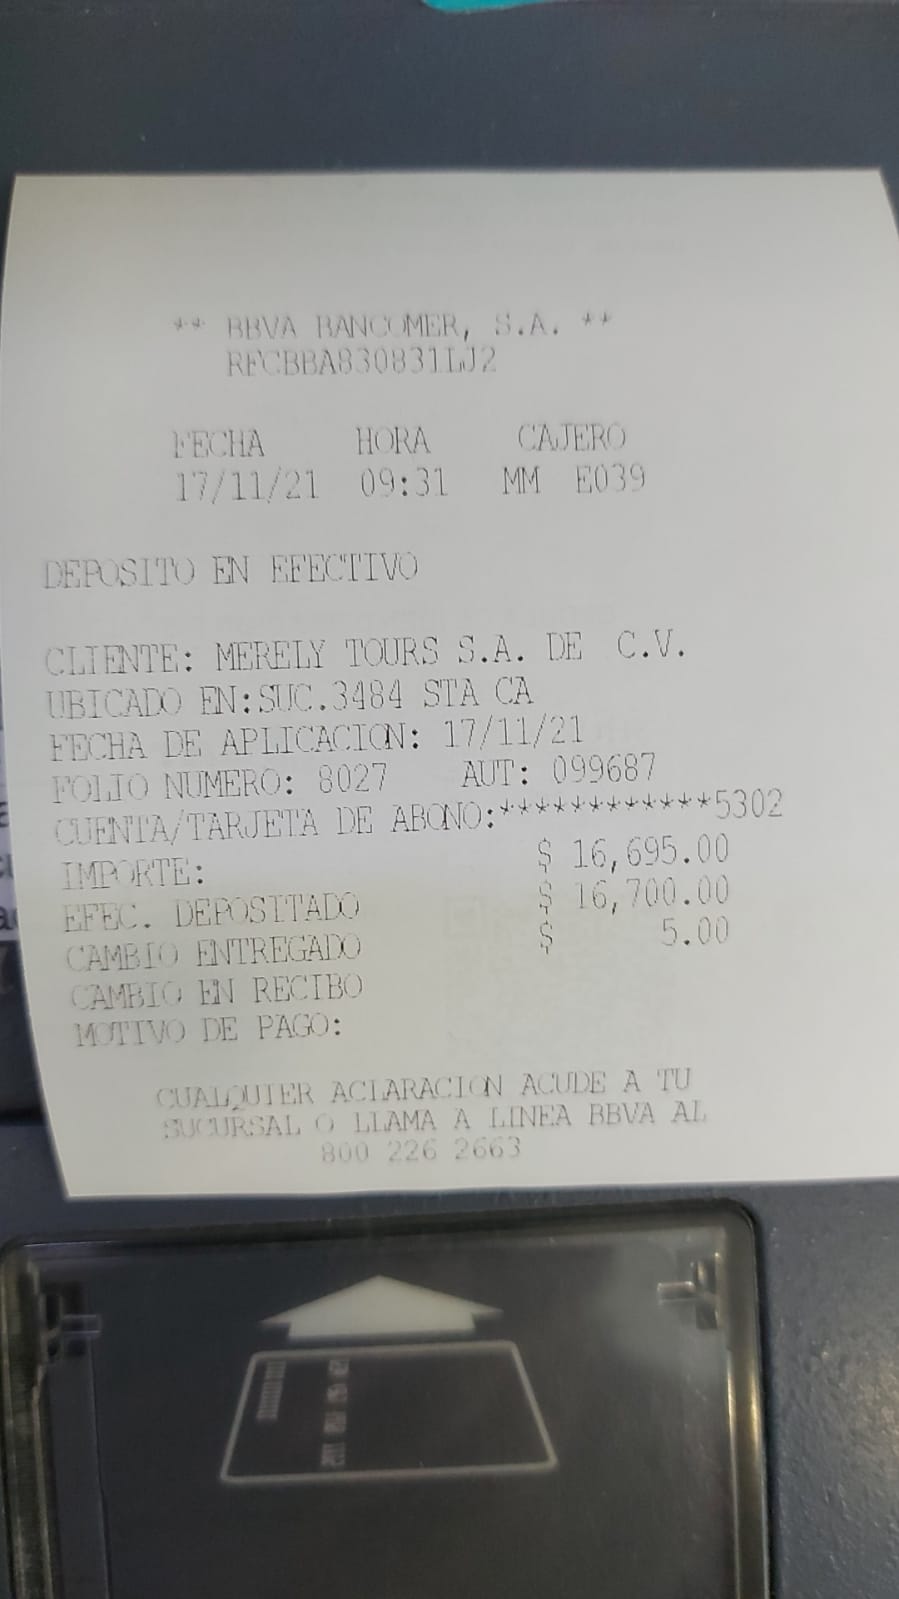 ** BBVA BANCOMER, S.A. **
RFCBBA830831LJ2
FECHA HORA CAJERO
17/11/21 09:31 MM E039
DEPOSITO EN EFECTIVO
CLIENTE: MERELY TOURS S.A. DE C.V.
UBICADO EN:SUC.3484 STA CA
FECHA DE APLICACION: 17/11/21
FOLIO NUMERO: 8027 AUT: 099687
CUENTA/TARJETA DE ABONO:************5302
IMPORTE: $ 16,695.00
EFEC. DEPOSITADO $ 16,700.00
CAMBIO ENTREGADO $ 5.00
CAMBIO EN RECIBO
MOTIVO DE PAGO:
CUALQUIER ACLARACION ACUDE A TU
SUCURSAL O LLAMA A LINEA BBVA AL
800 226 2663